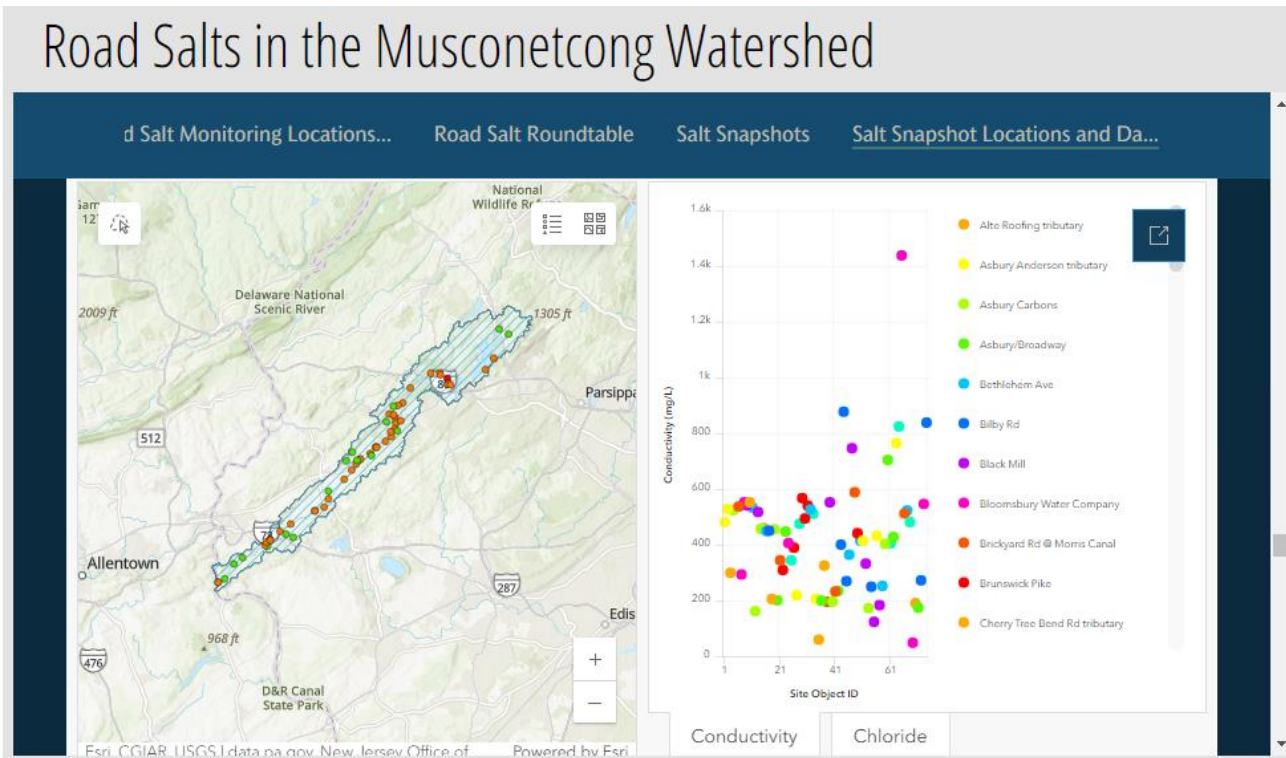 Road Salts in the Musconetcong Watershed
d Salt Monitoring Locations...
Road Salt Roundtable
Salt Snapshots
Salt Snapshot Locations and Da...
National
Wildlife
12
2009 ft
Delaware National
Scenic River
1305 ft
Parsippa
512
Allentown
287
Edis
968 ft
476
D&R Canal
State Park
+
−
Esri, CGIAR, USGS | data.pa.gov, New Jersey Office of
Powered by Esri
1.6k
1.4k
1.2k
1k
800
600
400
200
0
Conductivity (mg/L)
1
21
41
61
Site Object ID
Alte Roofing tributary
Asbury Anderson tributary
Asbury Carbons
Asbury/Broadway
Bethlehem Ave
Bilby Rd
Black Mill
Bloomsbury Water Company
Brickyard Rd @ Morris Canal
Brunswick Pike
Cherry Tree Bend Rd tributary
Conductivity
Chloride